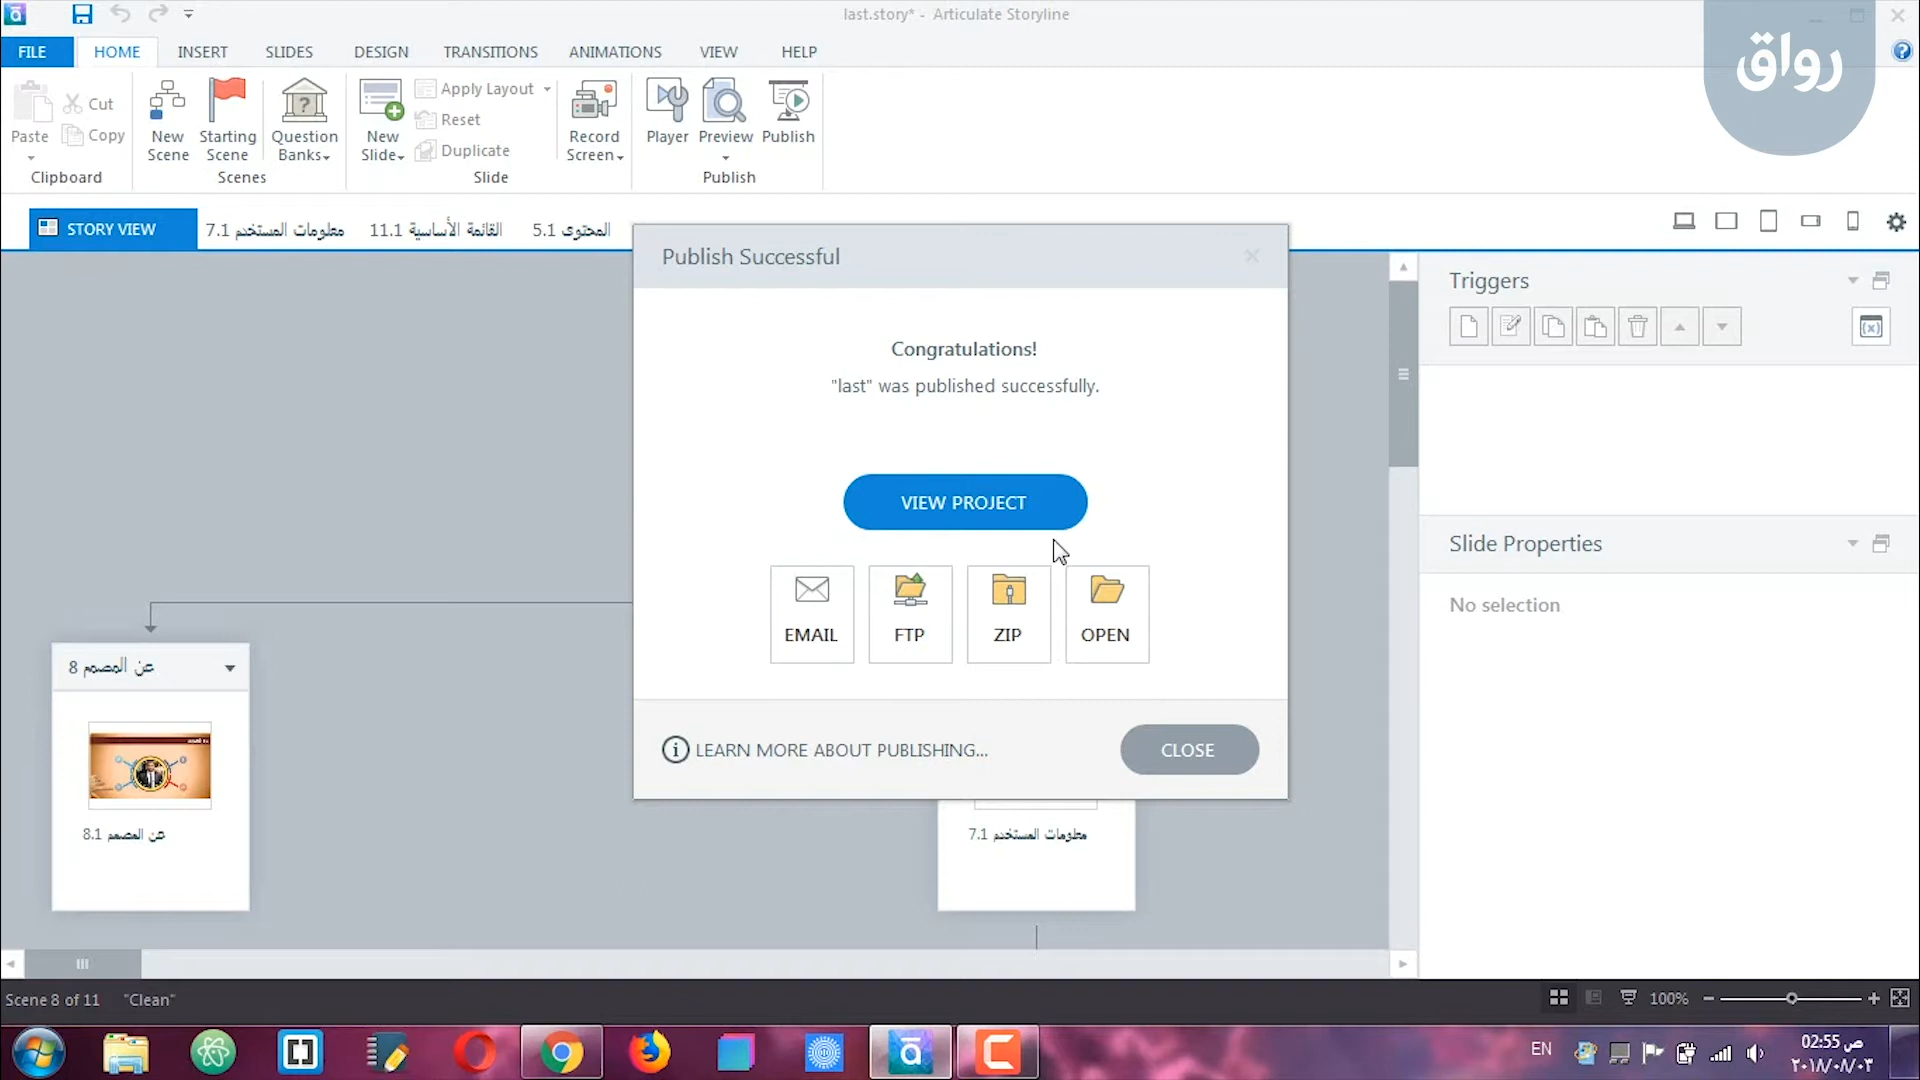 last.story* - Articulate Storyline
رواق
FILE HOME INSERT SLIDES DESIGN TRANSITIONS ANIMATIONS VIEW HELP
Paste
Cut
Copy
Clipboard
New Scene
Starting Scene
Question Banks
Scenes
New Slide
Apply Layout
Reset
Duplicate
Slide
Record Screen
Player
Preview
Publish
Publish
STORY VIEW
7.1 معلومات المستخدم
11.1 القائمة الأساسية
5.1 المحتوى
Publish Successful
Congratulations!
"last" was published successfully.
VIEW PROJECT
EMAIL
FTP
ZIP
OPEN
LEARN MORE ABOUT PUBLISHING...
CLOSE
Triggers
Slide Properties
No selection
8 عن المصمم
8.1 عن المصمم
7.1 معلومات المستخدم
Scene 8 of 11 "Clean"
100%
EN
02:55 ص
٢٠١٨/٠٨/٠٣